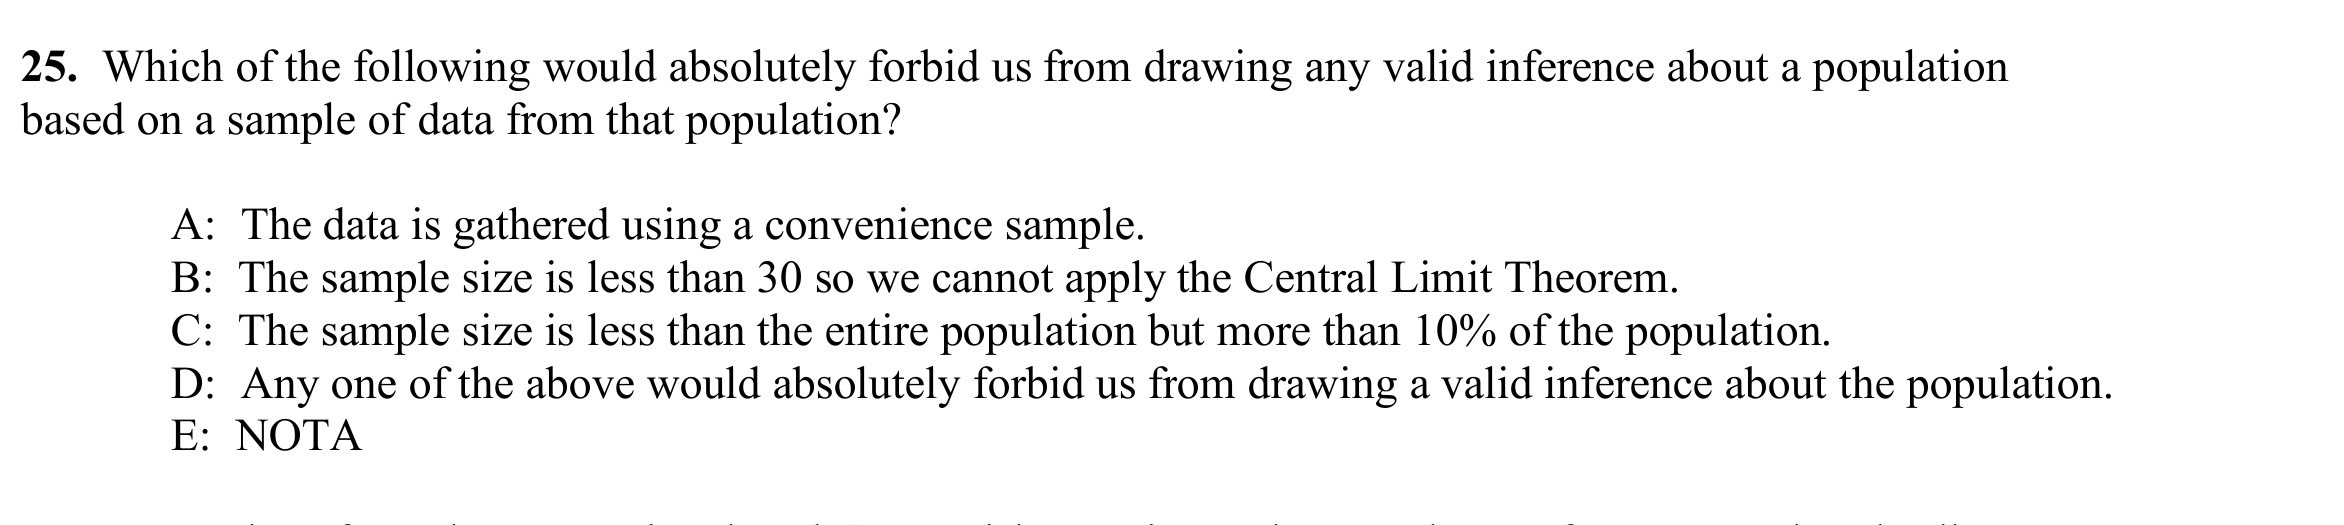 25. Which of the following would absolutely forbid us from drawing any valid inference about a population
based on a sample of data from that population?
A: The data is gathered using a convenience sample.
B: The sample size is less than 30 so we cannot apply the Central Limit Theorem.
C: The sample size is less than the entire population but more than 10% of the population.
D: Any one of the above would absolutely forbid us from drawing a valid inference about the population.
E: NOTA